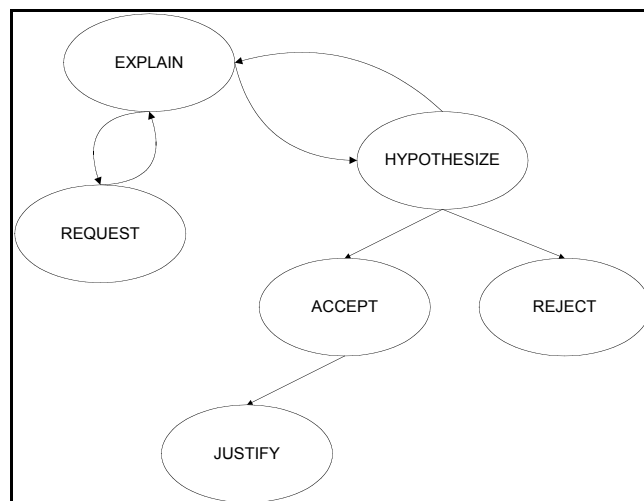 EXPLAIN
HYPOTHESIZE
REQUEST
ACCEPT
REJECT
JUSTIFY